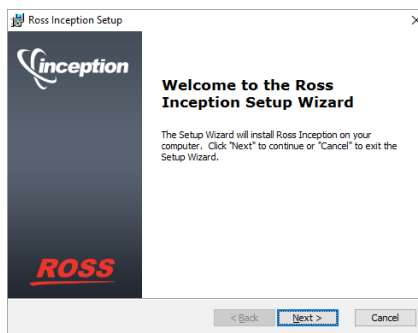 Ross Inception Setup
inception
Welcome to the Ross
Inception Setup Wizard
The Setup Wizard will install Ross Inception on your
computer. Click "Next" to continue or "Cancel" to exit the
Setup Wizard.
ROSS
< Back
Next >
Cancel